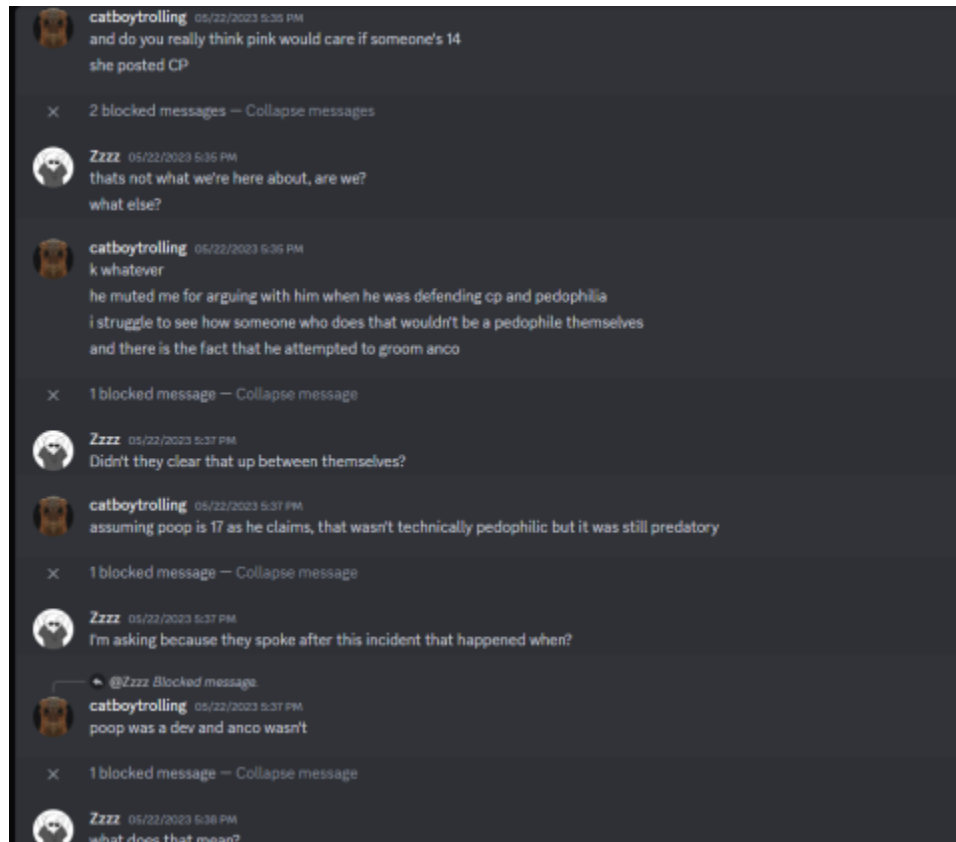 catboytrolling 05/22/2023 5:35 PM
and do you really think pink would care if someone's 14
she posted CP
2 blocked messages — Collapse messages
Zzzz 05/22/2023 5:35 PM
thats not what we're here about, are we?
what else?
catboytrolling 05/22/2023 5:35 PM
k whatever
he muted me for arguing with him when he was defending cp and pedophilia
i struggle to see how someone who does that wouldn't be a pedophile themselves
and there is the fact that he attempted to groom anco
1 blocked message — Collapse message
Zzzz 05/22/2023 5:37 PM
Didn't they clear that up between themselves?
catboytrolling 05/22/2023 5:37 PM
assuming poop is 17 as he claims, that wasn't technically pedophilic but it was still predatory
1 blocked message — Collapse message
Zzzz 05/22/2023 5:37 PM
I'm asking because they spoke after this incident that happened when?
@Zzzz Blocked message.
catboytrolling 05/22/2023 5:37 PM
poop was a dev and anco wasn't
1 blocked message — Collapse message
Zzzz 05/22/2023 5:38 PM
what does that mean?